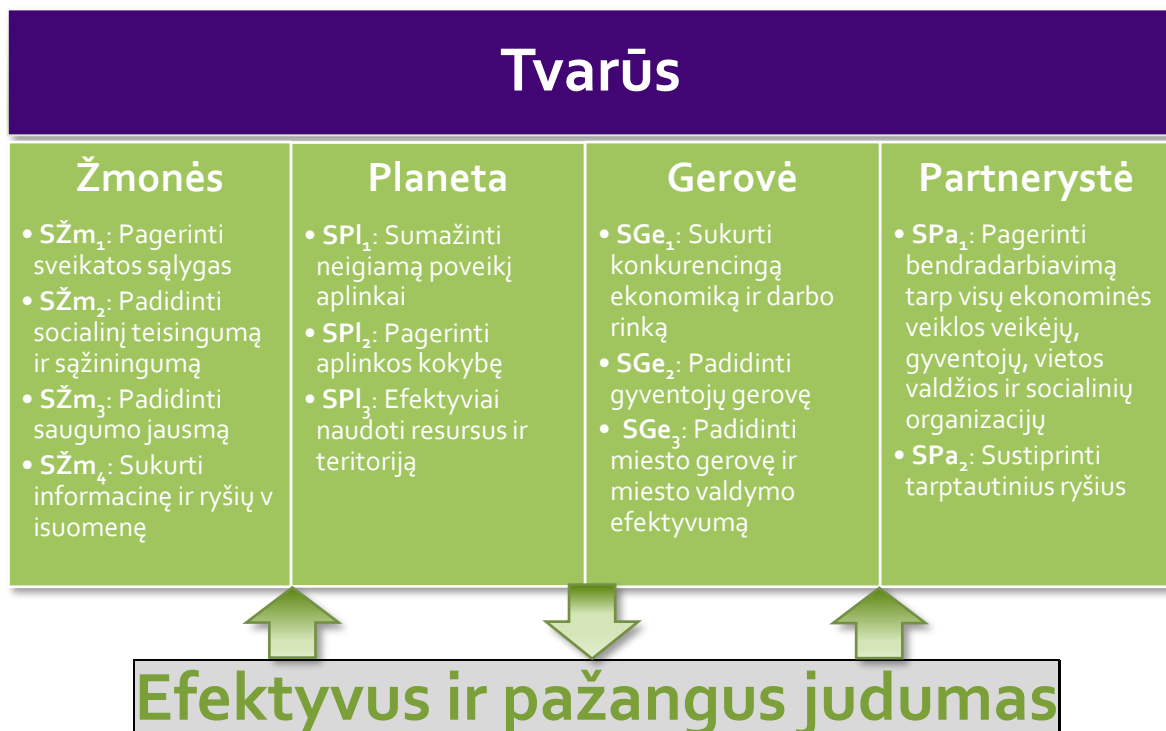 Tvarūs
Žmonės
• SŽm₁: Pagerinti
sveikatos sąlygas
• SŽm₂: Padidinti
socialinį teisingumą
ir sąžiningumą
• SŽm₃: Padidinti
saugumo jausmą
• SŽm₄: Sukurti
informacinę ir ryšių v
isuomenę
Planeta
• SPl₁: Sumažinti
neigiamą poveikį
aplinkai
• SPl₂: Pagerinti
aplinkos kokybę
• SPl₃: Efektyviai
naudoti resursus ir
teritoriją
Gerovė
• SGe₁: Sukurti
konkurencingą
ekonomiką ir darbo
rinką
• SGe₂: Padidinti
gyventojų gerovę
• SGe₃: Padidinti
miesto gerovę ir
miesto valdymo
efektyvumą
Partnerystė
• SPa₁: Pagerinti
bendradarbiavimą
tarp visų ekonominės
veiklos veikėjų,
gyventojų, vietos
valdžios ir socialinių
organizacijų
• SPa₂: Sustiprinti
tarptautinius ryšius
Efektyvus ir pažangus judumas